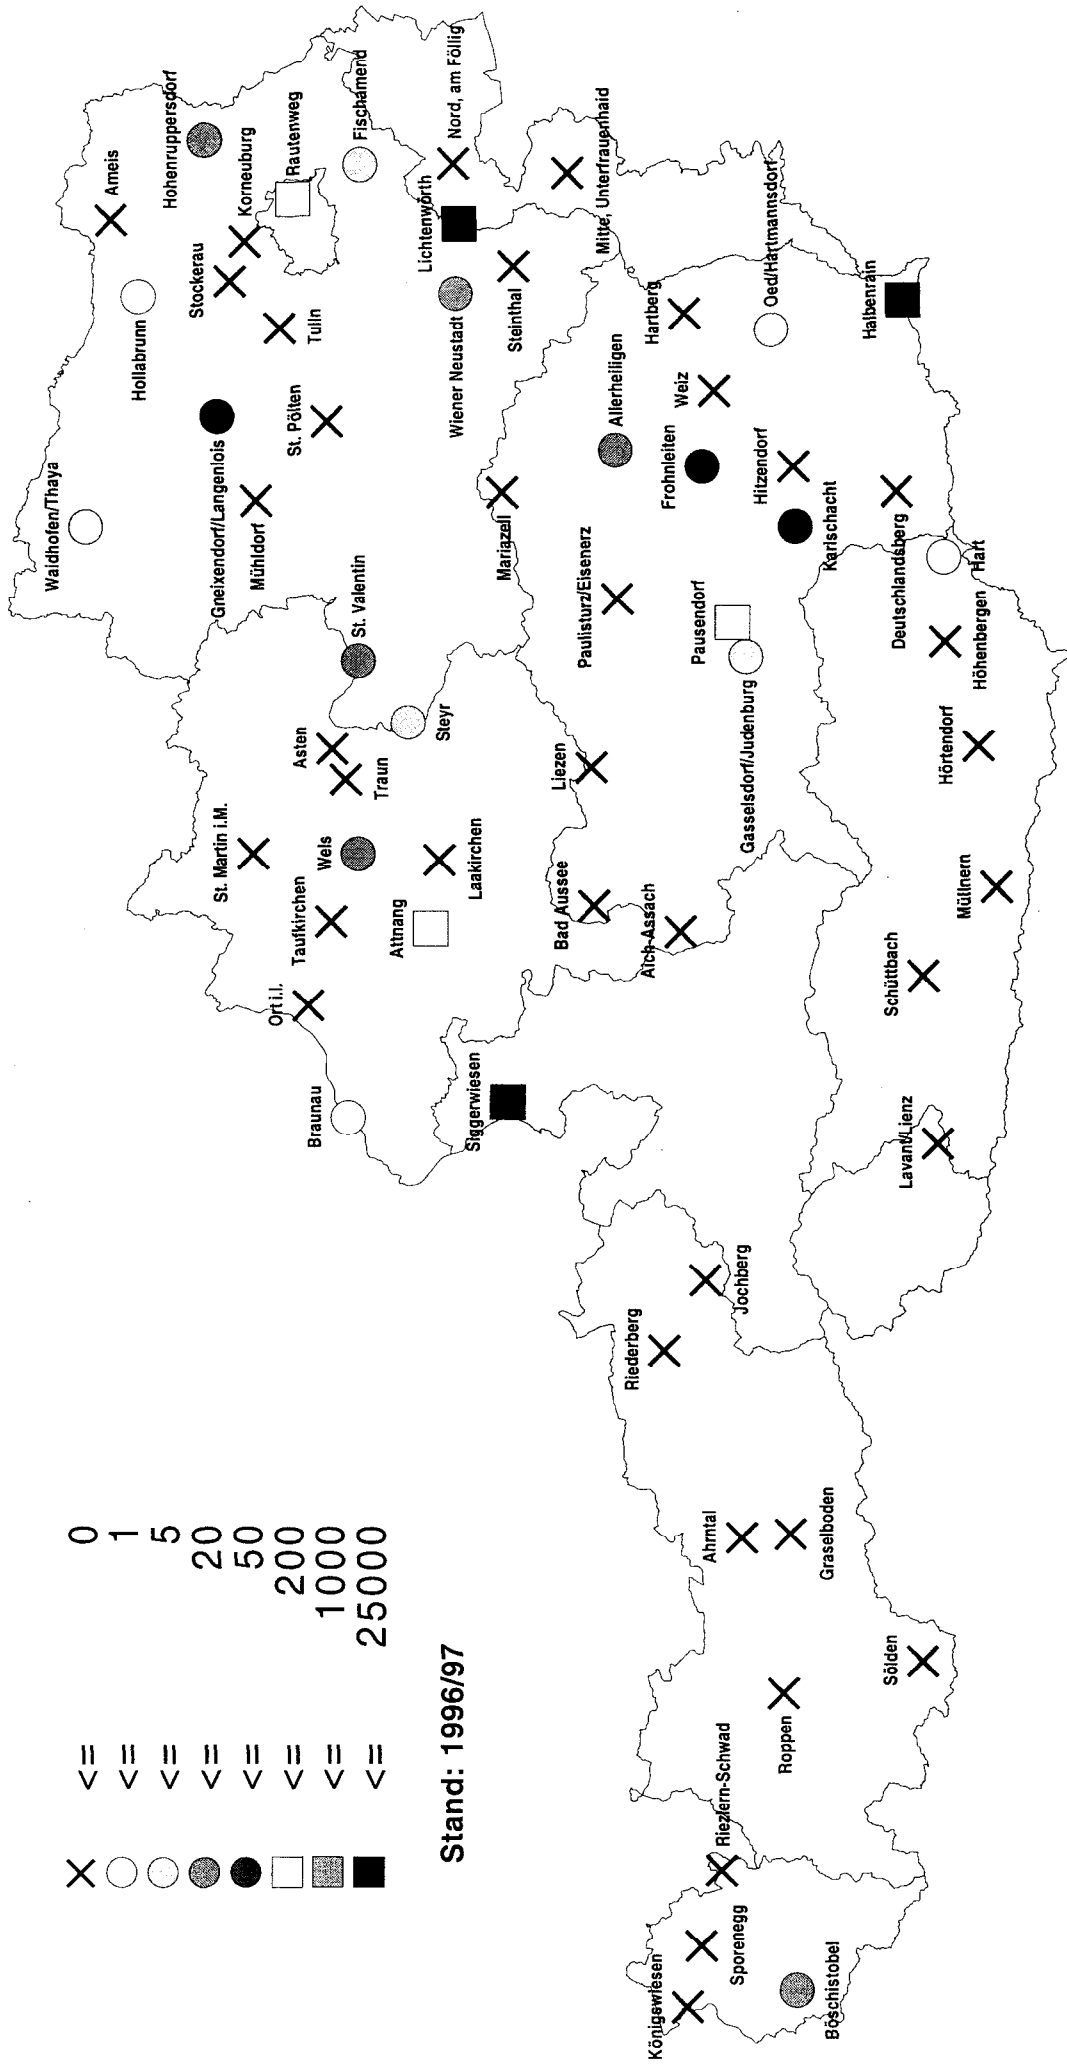 <= 0
<= 1
<= 5
<= 20
<= 50
<= 200
<= 1000
<= 25000
Stand: 1996/97
Waidhofen/Thaya
Hollabrunn
Ameis
Hohenruppersdorf
Gneixendorf/Langenlois
Stockerau
Korneuburg
Mühldorf
Tulln
Rautenweg
St. Pölten
Fischamend
St. Valentin
Steyr
Asten
Traun
St. Martin i.M.
Wels
Taufkirchen
Laakirchen
Attnang
Ort i.I.
Braunau
Siggerwiesen
Lichtenwörth
Nord, am Föllig
Wiener Neustadt
Steinthal
Mitte, Unterfrauenhaid
Mariazell
Hartberg
Oed/Hartmannsdorf
Allerheiligen
Weiz
Halbenrain
Frohnleiten
Hitzendorf
Karlschacht
Paulisturz/Eisenerz
Pausendorf
Gasselsdorf/Judenburg
Deutschlandsberg
Hart
Höhenbergen
Hörtendorf
Liezen
Bad Aussee
Aich-Assach
Müllnern
Schüttbach
Lavant/Lienz
Jochberg
Riederberg
Ahrntal
Graselboden
Sölden
Roppen
Riezlern-Schwad
Sporenegg
Königswiesen
Böschistobel